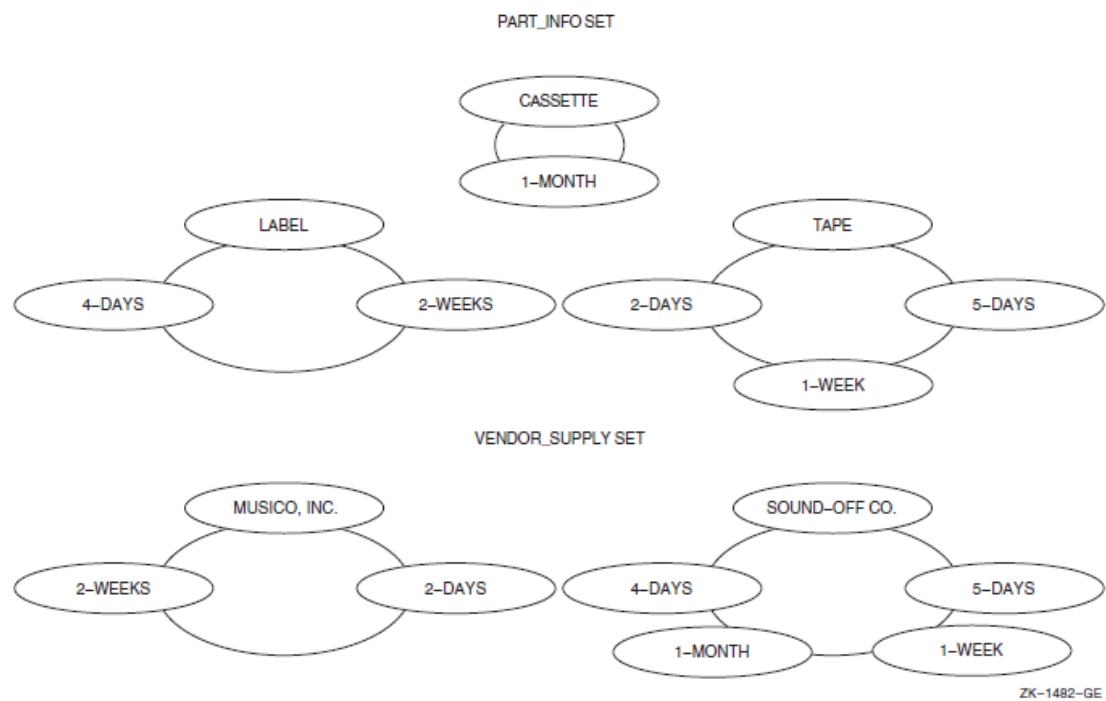 PART_INFO SET
CASSETTE
1–MONTH
LABEL
TAPE
4–DAYS
2–WEEKS
2–DAYS
5–DAYS
1–WEEK
VENDOR_SUPPLY SET
MUSICO, INC.
SOUND–OFF CO.
2–WEEKS
2–DAYS
4–DAYS
5–DAYS
1–MONTH
1–WEEK
ZK–1482–GE